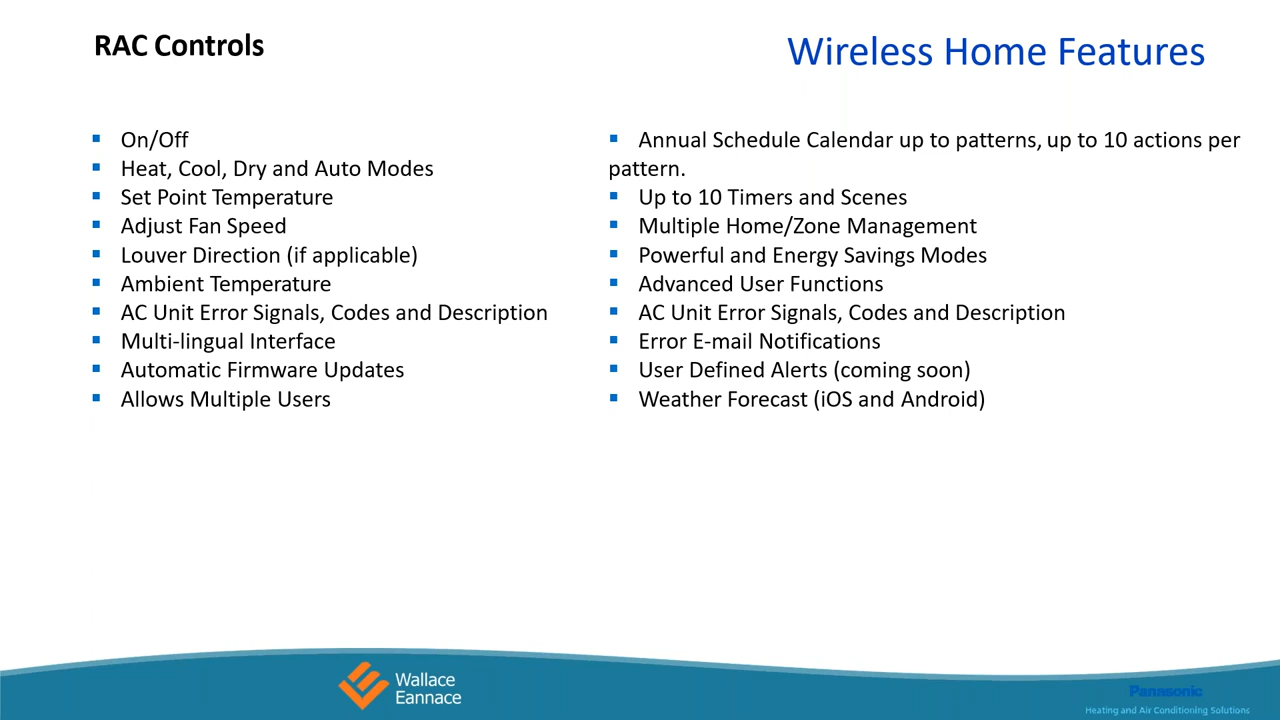 RAC Controls
Wireless Home Features
On/Off
Heat, Cool, Dry and Auto Modes
Set Point Temperature
Adjust Fan Speed
Louver Direction (if applicable)
Ambient Temperature
AC Unit Error Signals, Codes and Description
Multi-lingual Interface
Automatic Firmware Updates
Allows Multiple Users
Annual Schedule Calendar up to patterns, up to 10 actions per
pattern.
Up to 10 Timers and Scenes
Multiple Home/Zone Management
Powerful and Energy Savings Modes
Advanced User Functions
AC Unit Error Signals, Codes and Description
Error E-mail Notifications
User Defined Alerts (coming soon)
Weather Forecast (iOS and Android)
Wallace
Eannace
Panasonic
Heating and Air Conditioning Solutions